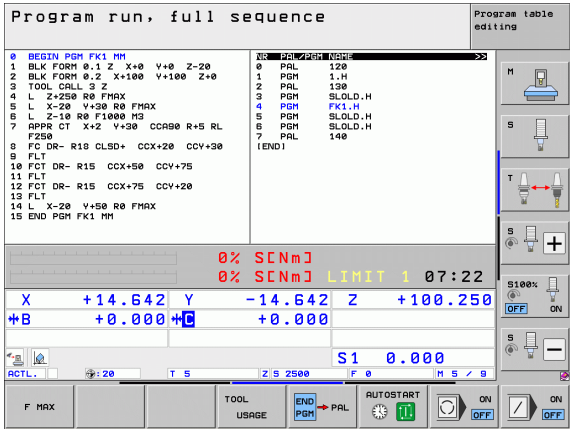 Program run, full sequence
Program table
editing
0 BEGIN PGM FK1 MM
1 BLK FORM 0.1 Z X+0 Y+0 Z-20
2 BLK FORM 0.2 X+100 Y+100 Z+0
3 TOOL CALL 3 Z
4 L Z+250 R0 FMAX
5 L X-20 Y+30 R0 FMAX
6 L Z-10 R0 F1000 M3
7 APPR CT X+2 Y+30 CCA90 R+5 RL
F250
8 FC DR- R18 CLSD+ CCX+20 CCY+30
9 FLT
10 FCT DR- R15 CCX+50 CCY+75
11 FLT
12 FCT DR- R15 CCX+75 CCY+20
13 FLT
14 L X-20 Y+50 R0 FMAX
15 END PGM FK1 MM
NR PAL/PGM NAME >>
0 PAL 120
1 PGM 1.H
2 PAL 130
3 PGM SLOLD.H
4 PGM FK1.H
5 PGM SLOLD.H
6 PGM SLOLD.H
7 PAL 140
[END]
0% S[Nm]
0% S[Nm] LIMIT 1 07:22
X +14.642 Y -14.642 Z +100.250
B +0.000 C +0.000
S1 0.000
ACTL. :20 T 5 Z S 2500 F 0 M 5 / 9
M
S
T
S
S100%
OFF ON
S
F MAX
TOOL
USAGE
END
PGM PAL
AUTOSTART
ON
OFF
ON
OFF